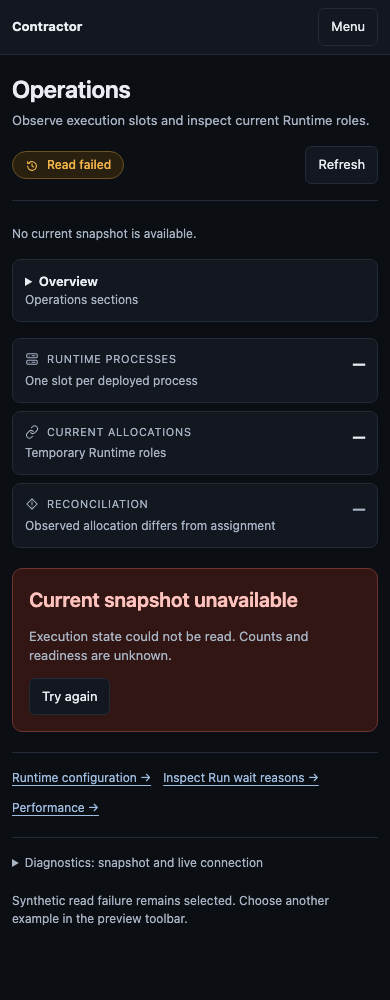 Contractor
Menu
Operations
Observe execution slots and inspect current Runtime roles.
Read failed
Refresh
No current snapshot is available.
▶ Overview
Operations sections
RUNTIME PROCESSES
—
One slot per deployed process
CURRENT ALLOCATIONS
—
Temporary Runtime roles
RECONCILIATION
—
Observed allocation differs from assignment
Current snapshot unavailable
Execution state could not be read. Counts and
readiness are unknown.
Try again
Runtime configuration → Inspect Run wait reasons →
Performance →
▶ Diagnostics: snapshot and live connection
Synthetic read failure remains selected. Choose another
example in the preview toolbar.